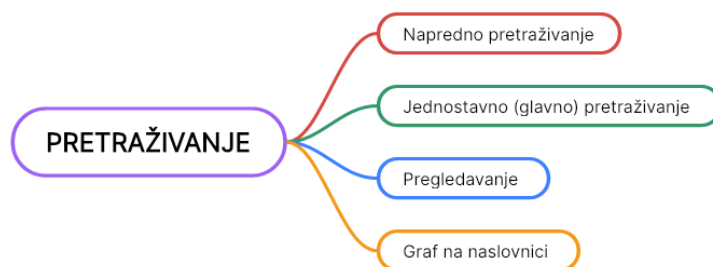 PRETRAŽIVANJE
Napredno pretraživanje
Jednostavno (glavno) pretraživanje
Pregledavanje
Graf na naslovnici